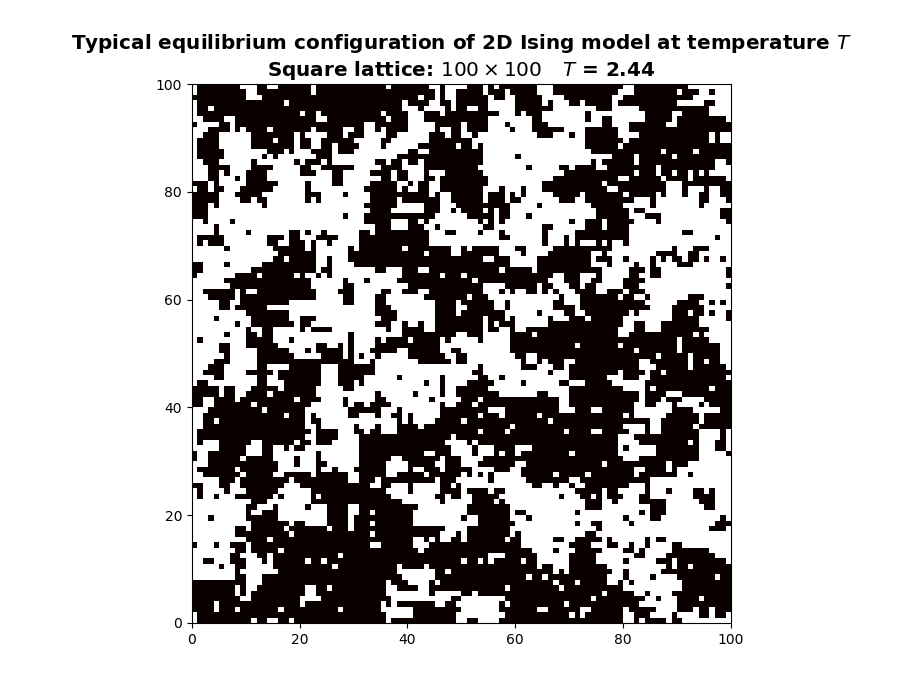 Typical equilibrium configuration of 2D Ising model at temperature T
Square lattice: 100 × 100 T = 2.44
100
80
60
40
20
0
0 20 40 60 80 100